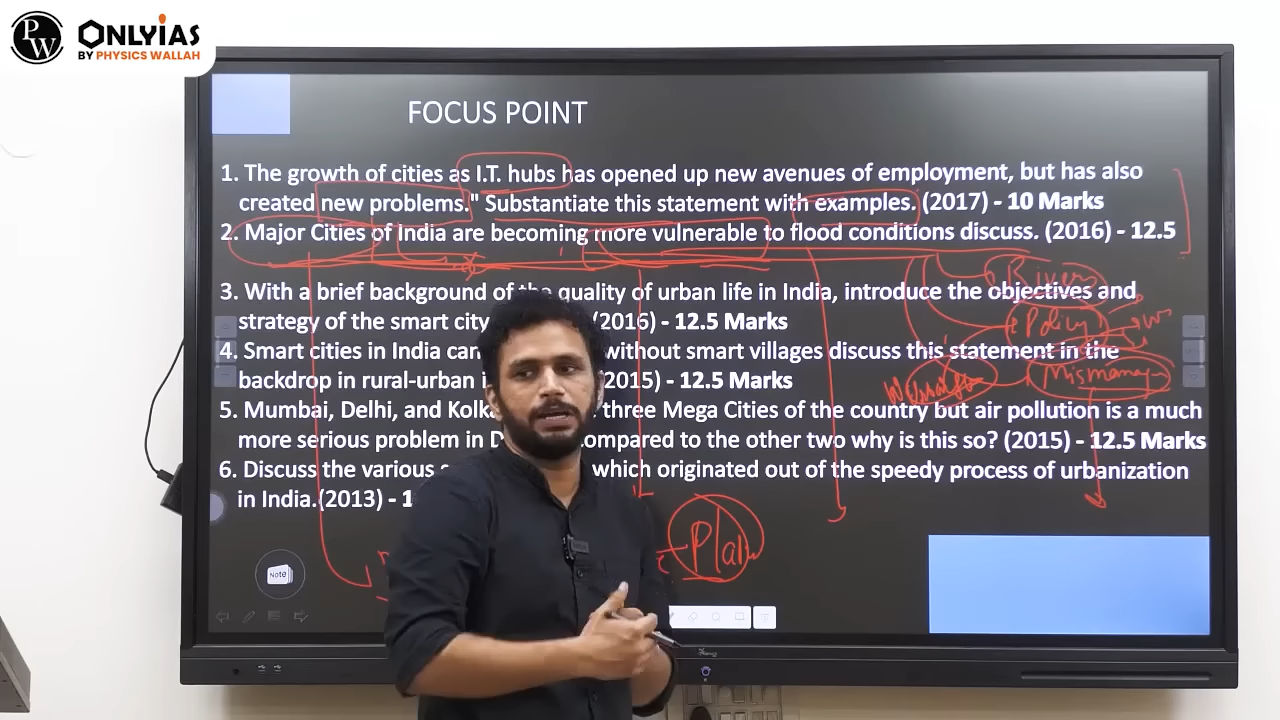 PW
ONLYIAS
BY PHYSICS WALLAH
FOCUS POINT
1. The growth of cities as I.T. hubs has opened up new avenues of employment, but has also
created new problems." Substantiate this statement with examples. (2017) - 10 Marks
2. Major Cities of India are becoming more vulnerable to flood conditions discuss. (2016) - 12.5
Rivers
3. With a brief background of the quality of urban life in India, introduce the objectives and
Policy
strategy of the smart city (2016) - 12.5 Marks
4. Smart cities in India without smart villages discuss this statement in the
Mismanag
backdrop in rural-urban (2015) - 12.5 Marks
5. Mumbai, Delhi, and three Mega Cities of the country but air pollution is a much
more serious problem in compared to the other two why is this so? (2015) - 12.5 Marks
6. Discuss the various which originated out of the speedy process of urbanization
in India.(2013) - 1
Plan
Note